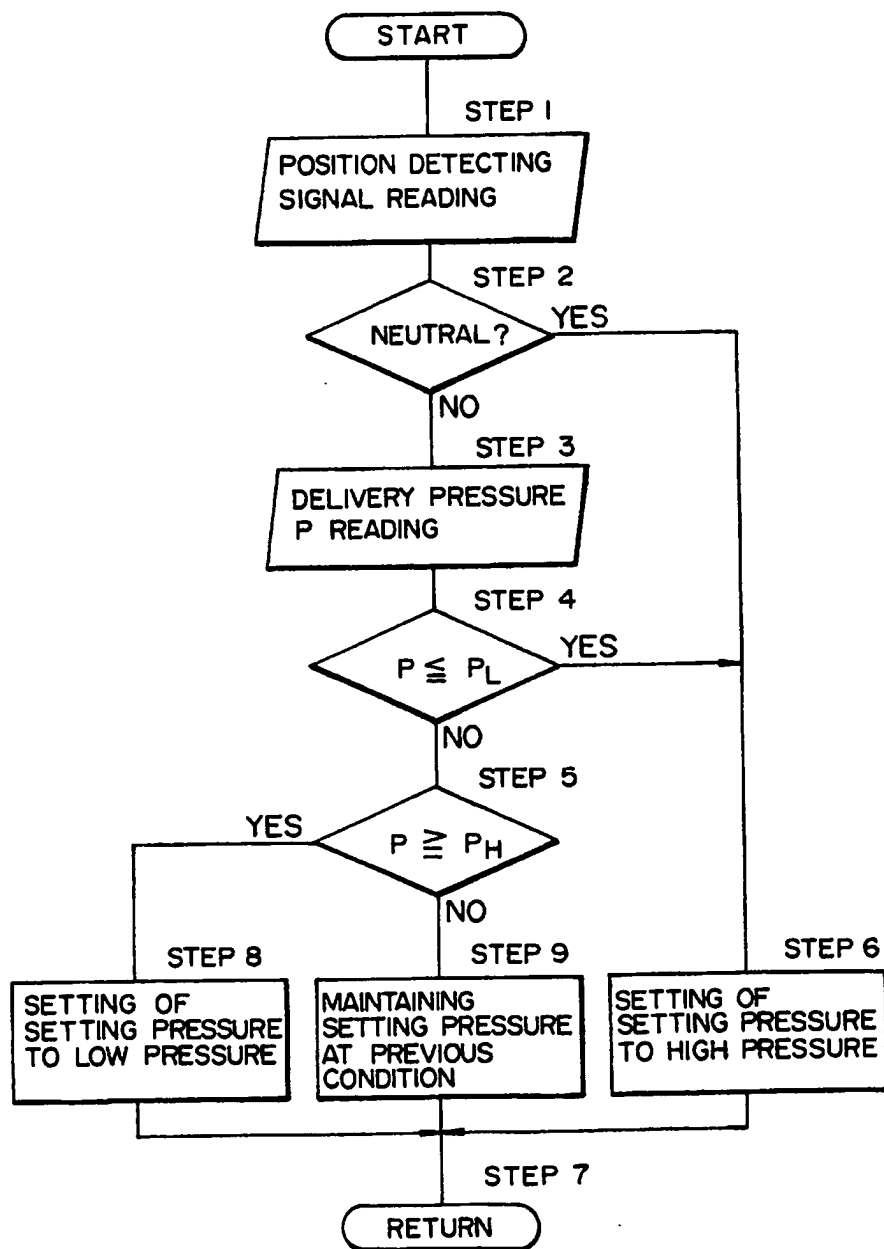 START
STEP 1
POSITION DETECTING
SIGNAL READING
STEP 2
NEUTRAL?
YES
NO
STEP 3
DELIVERY PRESSURE
P READING
STEP 4
P ≦ PL
YES
NO
STEP 5
YES
P ≧ PH
NO
STEP 8
SETTING OF
SETTING PRESSURE
TO LOW PRESSURE
STEP 9
MAINTAINING
SETTING PRESSURE
AT PREVIOUS
CONDITION
STEP 6
SETTING OF
SETTING PRESSURE
TO HIGH PRESSURE
STEP 7
RETURN